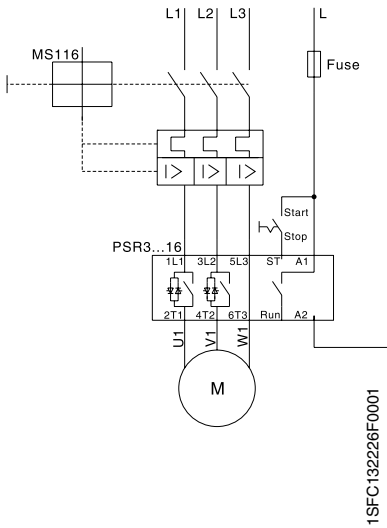 L1 L2 L3 L
MS116
Fuse
I> I> I>
Start
Stop
PSR3...16
1L1 3L2 5L3 ST A1
2T1 4T2 6T3 Run A2
U1 V1 W1
M
1SFC132226F0001